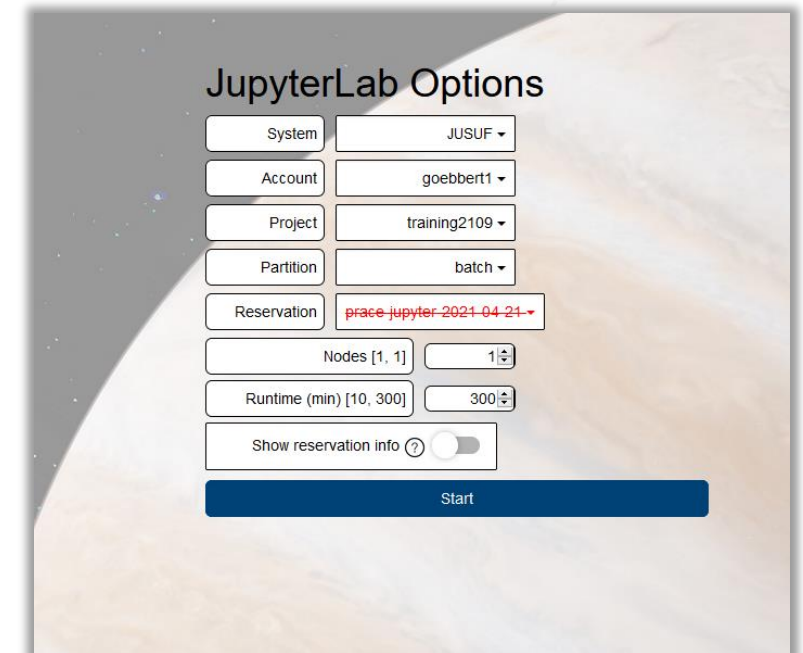 JupyterLab Options
System JUSUF
Account goebbert1
Project training2109
Partition batch
Reservation prace-jupyter-2021-04-21
Nodes [1, 1] 1
Runtime (min) [10, 300] 300
Show reservation info ?
Start